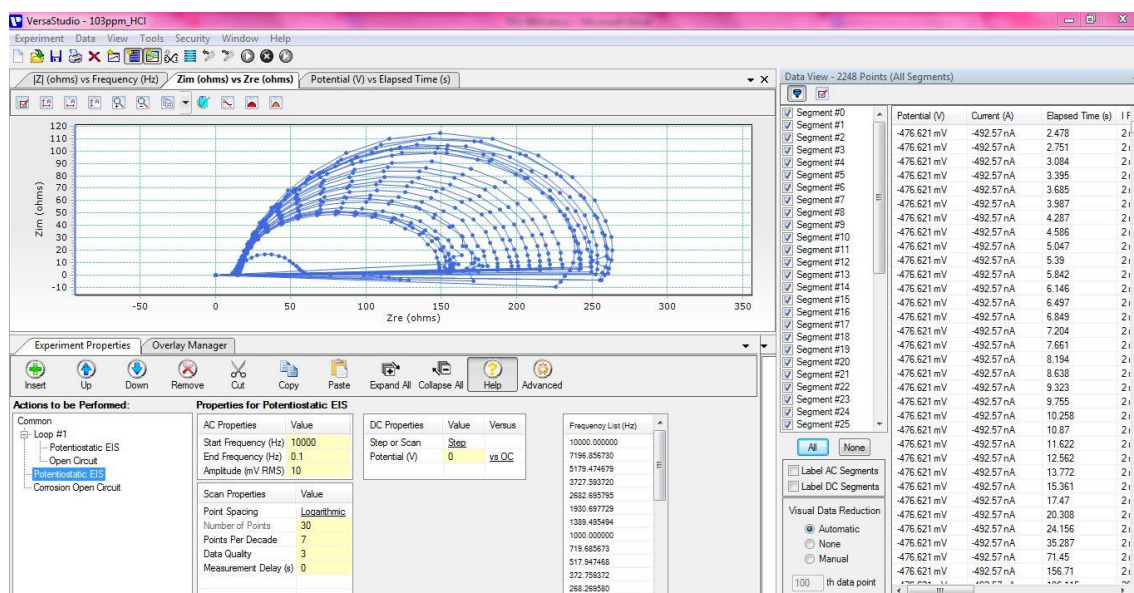 VersaStudio - 103ppm_HCl
Experiment Data View Tools Security Window Help
|Z| (ohms) vs Frequency (Hz) Zim (ohms) vs Zre (ohms) Potential (V) vs Elapsed Time (s)
Zim (ohms)
120
110
100
90
80
70
60
50
40
30
20
10
0
-10
-50 0 50 100 150 200 250 300 350
Zre (ohms)
Experiment Properties Overlay Manager
Insert Up Down Remove Cut Copy Paste Expand All Collapse All Help Advanced
Actions to be Performed:
Common
Loop #1
Potentiostatic EIS
Open Circuit
Potentiostatic EIS
Corrosion Open Circuit
Properties for Potentiostatic EIS
AC Properties Value
Start Frequency (Hz) 10000
End Frequency (Hz) 0.1
Amplitude (mV RMS) 10
Scan Properties Value
Point Spacing Logarithmic
Number of Points 30
Points Per Decade 7
Data Quality 3
Measurement Delay (s) 0
DC Properties Value Versus
Step or Scan Step
Potential (V) 0 vs OC
Frequency List (Hz)
10000.000000
7196.856730
5179.474679
3727.593720
2682.695795
1930.697729
1389.495494
1000.000000
719.685673
517.947468
372.759372
268.269580
Data View - 2248 Points (All Segments)
Segment #0
Segment #1
Segment #2
Segment #3
Segment #4
Segment #5
Segment #6
Segment #7
Segment #8
Segment #9
Segment #10
Segment #11
Segment #12
Segment #13
Segment #14
Segment #15
Segment #16
Segment #17
Segment #18
Segment #19
Segment #20
Segment #21
Segment #22
Segment #23
Segment #24
Segment #25
All None
Label AC Segments
Label DC Segments
Visual Data Reduction
Automatic
None
Manual
100 th data point
Potential (V) Current (A) Elapsed Time (s) I
-476.621 mV -492.57 nA 2.478
-476.621 mV -492.57 nA 2.751
-476.621 mV -492.57 nA 3.084
-476.621 mV -492.57 nA 3.395
-476.621 mV -492.57 nA 3.685
-476.621 mV -492.57 nA 3.987
-476.621 mV -492.57 nA 4.287
-476.621 mV -492.57 nA 4.586
-476.621 mV -492.57 nA 5.047
-476.621 mV -492.57 nA 5.39
-476.621 mV -492.57 nA 5.842
-476.621 mV -492.57 nA 6.146
-476.621 mV -492.57 nA 6.497
-476.621 mV -492.57 nA 6.849
-476.621 mV -492.57 nA 7.204
-476.621 mV -492.57 nA 7.661
-476.621 mV -492.57 nA 8.194
-476.621 mV -492.57 nA 8.638
-476.621 mV -492.57 nA 9.323
-476.621 mV -492.57 nA 9.755
-476.621 mV -492.57 nA 10.258
-476.621 mV -492.57 nA 10.87
-476.621 mV -492.57 nA 11.622
-476.621 mV -492.57 nA 12.562
-476.621 mV -492.57 nA 13.772
-476.621 mV -492.57 nA 15.361
-476.621 mV -492.57 nA 17.47
-476.621 mV -492.57 nA 20.308
-476.621 mV -492.57 nA 24.156
-476.621 mV -492.57 nA 35.287
-476.621 mV -492.57 nA 71.45
-476.621 mV -492.57 nA 156.71